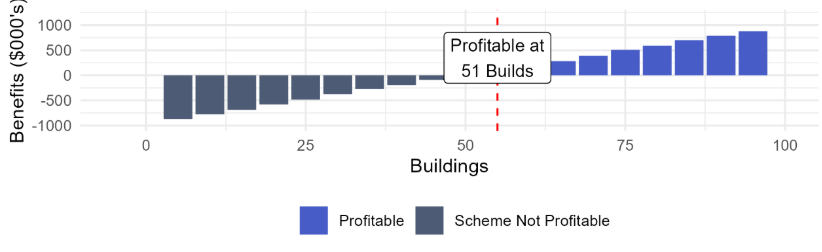 Benefits ($000's)
1000
500
0
-500
-1000
Profitable at
51 Builds
0 25 50 75 100
Buildings
Profitable Scheme Not Profitable